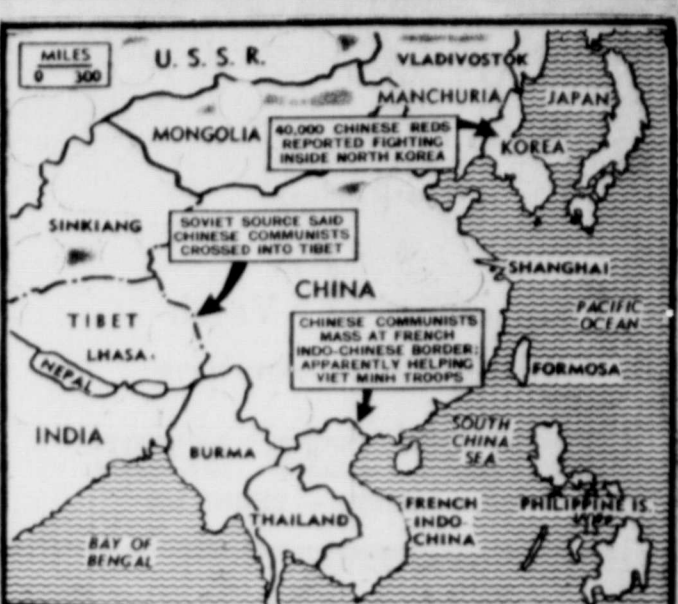 MILES
0 300
U. S. S. R.
VLADIVOSTOK
MANCHURIA
JAPAN
MONGOLIA
40,000 CHINESE REDS
REPORTED FIGHTING
INSIDE NORTH KOREA
KOREA
SINKIANG
SOVIET SOURCE SAID
CHINESE COMMUNISTS
CROSSED INTO TIBET
SHANGHAI
CHINA
PACIFIC
OCEAN
TIBET
CHINESE COMMUNISTS
MASS AT FRENCH
INDO-CHINESE BORDER;
APPARENTLY HELPING
VIET MINH TROOPS
LHASA
NEPAL
FORMOSA
INDIA
BURMA
SOUTH
CHINA
SEA
THAILAND
FRENCH
INDO-
CHINA
PHILIPPINE IS.
BAY OF
BENGAL